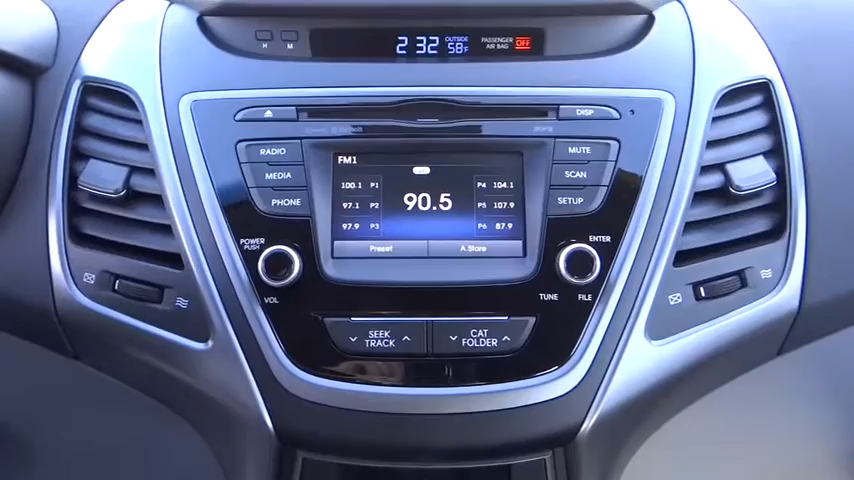 H M
2:32 OUTSIDE 58°F
PASSENGER AIR BAG OFF
DISP
RADIO
MEDIA
PHONE
FM1
100.1 P1
97.1 P2
97.9 P3
90.5
P4 104.1
P5 107.9
P6 87.9
Preset
A.Store
MUTE
SCAN
SETUP
POWER
PUSH
VOL
ENTER
TUNE
FILE
SEEK
TRACK
CAT
FOLDER